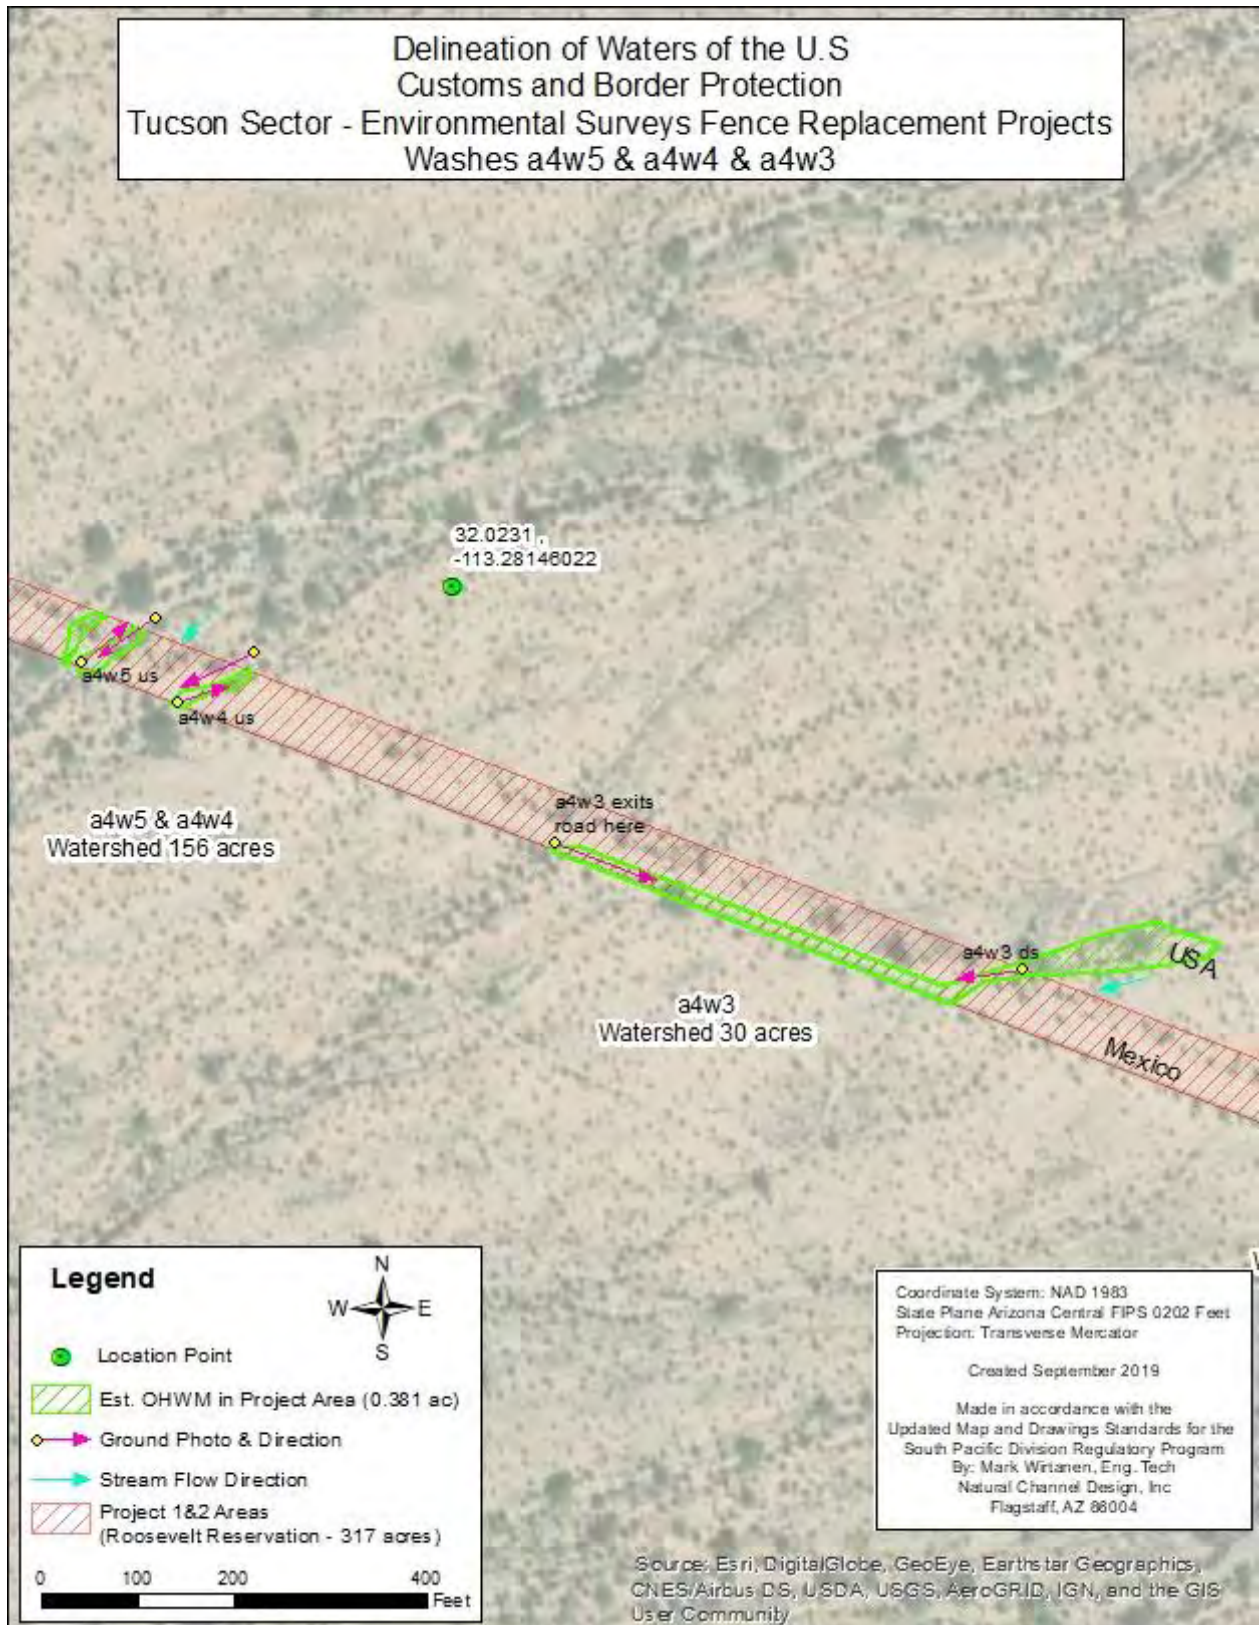 Delineation of Waters of the U.S
Customs and Border Protection
Tucson Sector - Environmental Surveys Fence Replacement Projects
Washes a4w5 & a4w4 & a4w3
32.0231 ,
-113.28146022
a4w5 us
a4w4 us
a4w5 & a4w4
Watershed 156 acres
a4w3 exits
road here
a4w3 ds
USA
a4w3
Watershed 30 acres
Mexico
Legend
N
W
E
S
Location Point
Est. OHWM in Project Area (0.381 ac)
Ground Photo & Direction
Stream Flow Direction
Project 1&2 Areas
(Roosevelt Reservation - 317 acres)
0 100 200 400
Feet
Coordinate System: NAD 1983
State Plane Arizona Central FIPS 0202 Feet
Projection: Transverse Mercator
Created September 2019
Made in accordance with the
Updated Map and Drawings Standards for the
South Pacific Division Regulatory Program
By: Mark Wirtanen, Eng. Tech
Natural Channel Design, Inc
Flagstaff, AZ 86004
Source: Esri, DigitalGlobe, GeoEye, Earthstar Geographics,
CNES/Airbus DS, USDA, USGS, AeroGRID, IGN, and the GIS
User Community